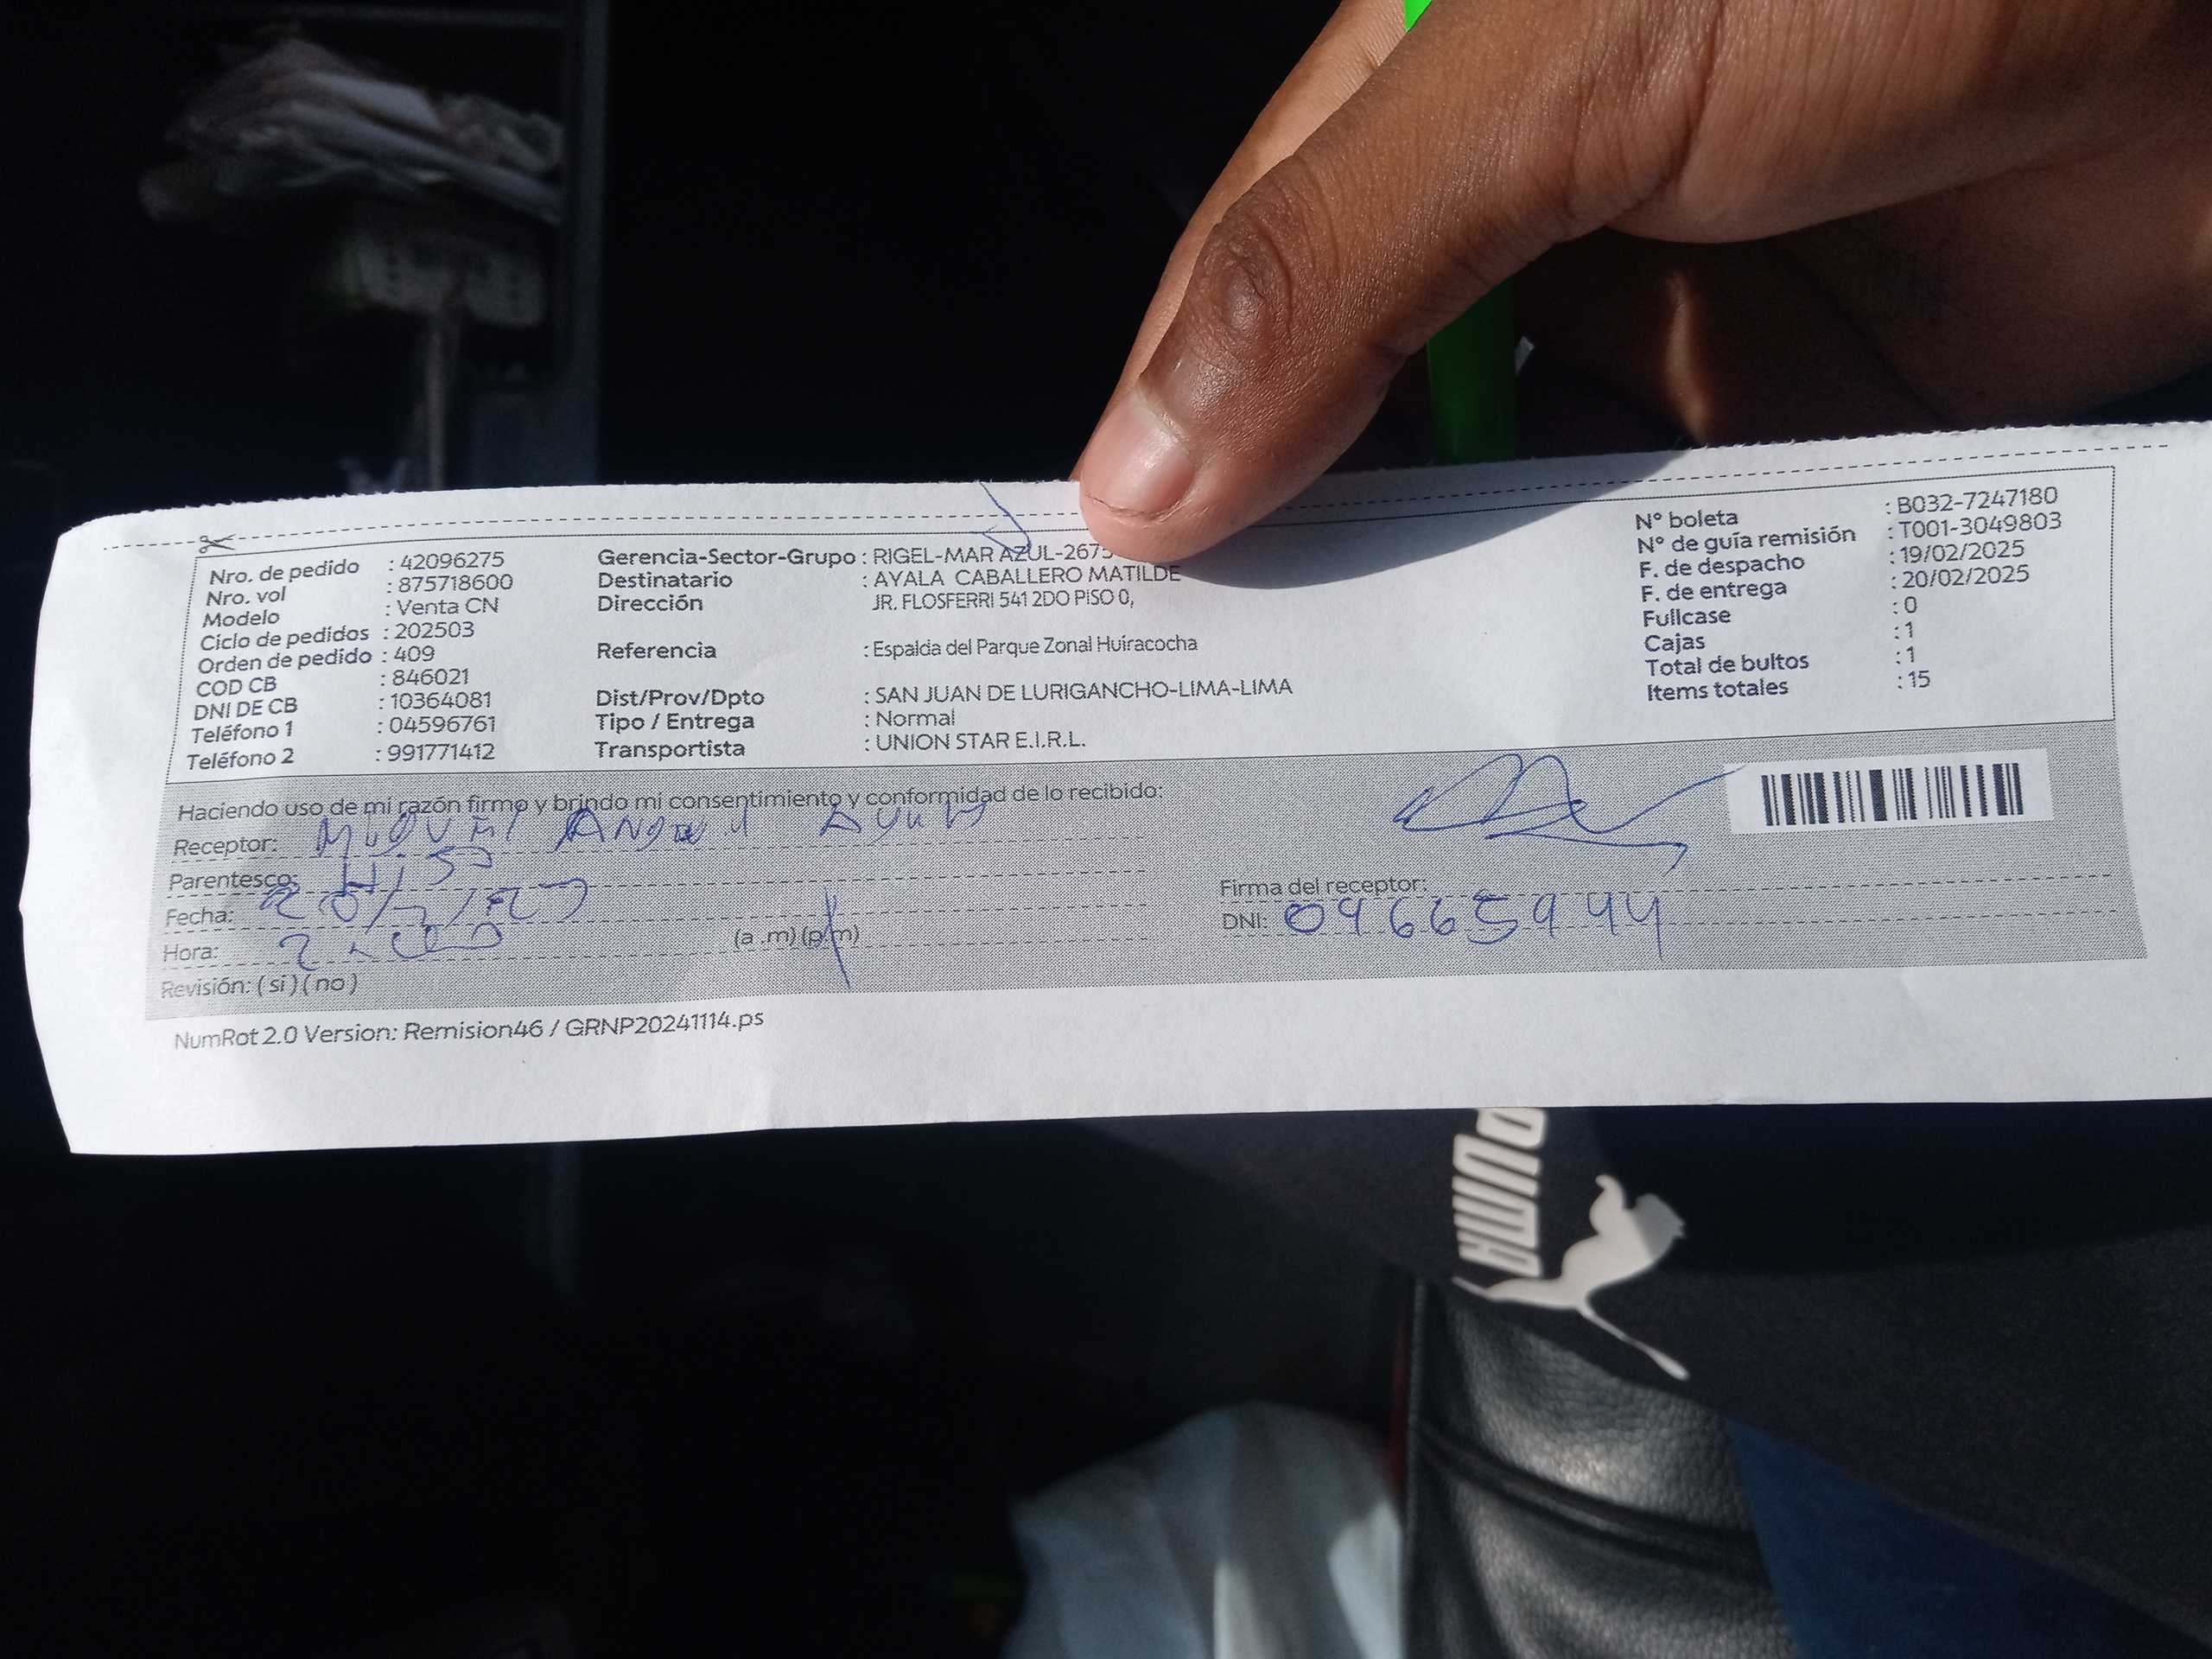 Nro. de pedido : 42096275
Nro. vol : 875718600
Modelo : Venta CN
Ciclo de pedidos : 202503
Orden de pedido : 409
COD CB : 846021
DNI DE CB : 10364081
Teléfono 1 : 04596761
Teléfono 2 : 991771412
Gerencia-Sector-Grupo : RIGEL-MAR AZUL-2675
Destinatario : AYALA CABALLERO MATILDE
Dirección JR. FLOSFERRI 541 2DO PISO 0,
Referencia : Espalda del Parque Zonal Huiracocha
Dist/Prov/Dpto : SAN JUAN DE LURIGANCHO-LIMA-LIMA
Tipo / Entrega : Normal
Transportista : UNION STAR E.I.R.L.
N° boleta : B032-7247180
N° de guía remisión : T001-3049803
F. de despacho : 19/02/2025
F. de entrega : 20/02/2025
Fullcase : 0
Cajas : 1
Total de bultos : 1
Items totales : 15
Haciendo uso de mi razón firmo y brindo mi consentimiento y conformidad de lo recibido:
Receptor:
Parentesco:
Fecha:
Hora: (a .m) (p.m)
Revisión: ( si ) ( no )
Firma del receptor:
DNI: 09665944
NumRot 2.0 Version: Remision46 / GRNP20241114.ps
PUMA